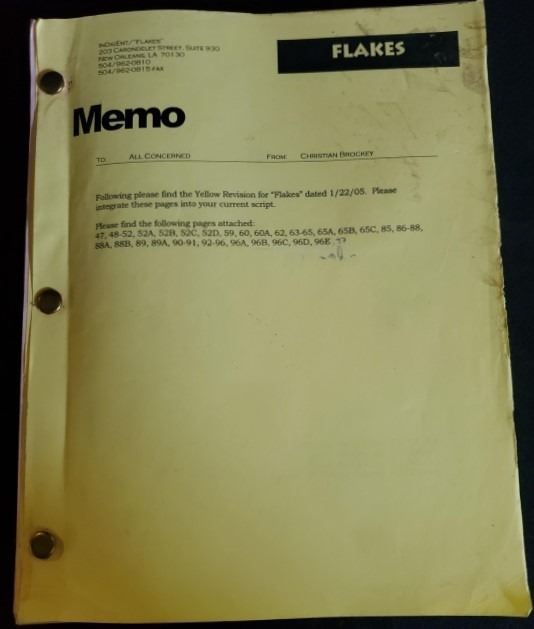 INDIGENT/"FLAKES"
203 CARONDELET STREET, SUITE 930
NEW ORLEANS, LA 70130
504/962-0810
504/962-0815 FAX
FLAKES
Memo
TO: ALL CONCERNED FROM: CHRISTIAN BROCKEY
Following please find the Yellow Revision for "Flakes" dated 1/22/05. Please
integrate these pages into your current script.
Please find the following pages attached:
47, 48-52, 52A, 52B, 52C, 52D, 59, 60, 60A, 62, 63-65, 65A, 65B, 65C, 85, 86-88,
88A, 88B, 89, 89A, 90-91, 92-96, 96A, 96B, 96C, 96D, 96E